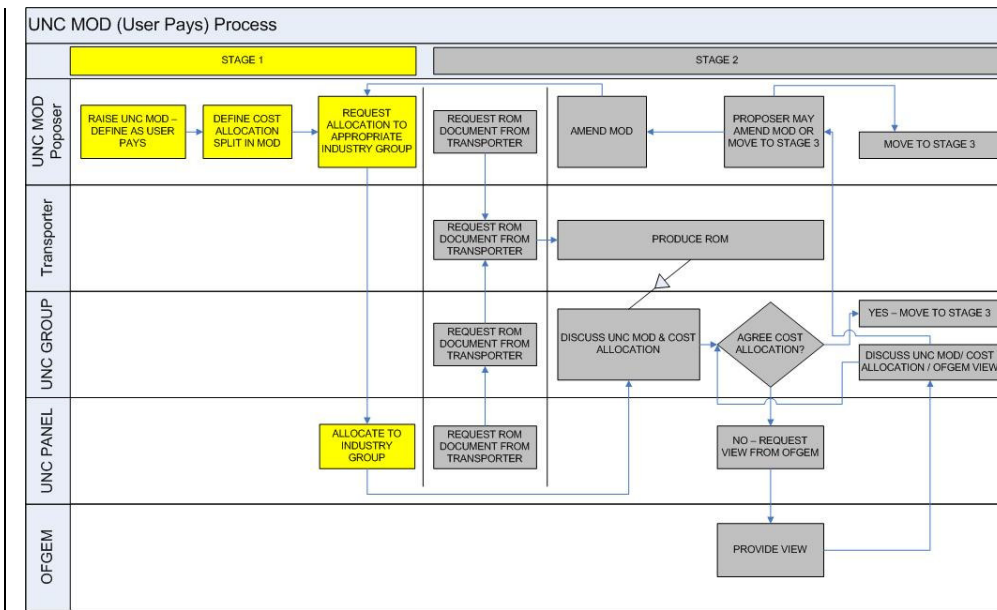 UNC MOD (User Pays) Process
STAGE 1
STAGE 2
UNC MOD
Poposer
RAISE UNC MOD –
DEFINE AS USER
PAYS
DEFINE COST
ALLOCATION
SPLIT IN MOD
REQUEST
ALLOCATION TO
APPROPRIATE
INDUSTRY GROUP
REQUEST ROM
DOCUMENT FROM
TRANSPORTER
AMEND MOD
PROPOSER MAY
AMEND MOD OR
MOVE TO STAGE 3
MOVE TO STAGE 3
Transporter
REQUEST ROM
DOCUMENT FROM
TRANSPORTER
PRODUCE ROM
UNC GROUP
REQUEST ROM
DOCUMENT FROM
TRANSPORTER
DISCUSS UNC MOD & COST
ALLOCATION
AGREE COST
ALLOCATION?
YES – MOVE TO STAGE 3
DISCUSS UNC MOD/ COST
ALLOCATION / OFGEM VIEW
UNC PANEL
ALLOCATE TO
INDUSTRY
GROUP
REQUEST ROM
DOCUMENT FROM
TRANSPORTER
NO – REQUEST
VIEW FROM OFGEM
OFGEM
PROVIDE VIEW